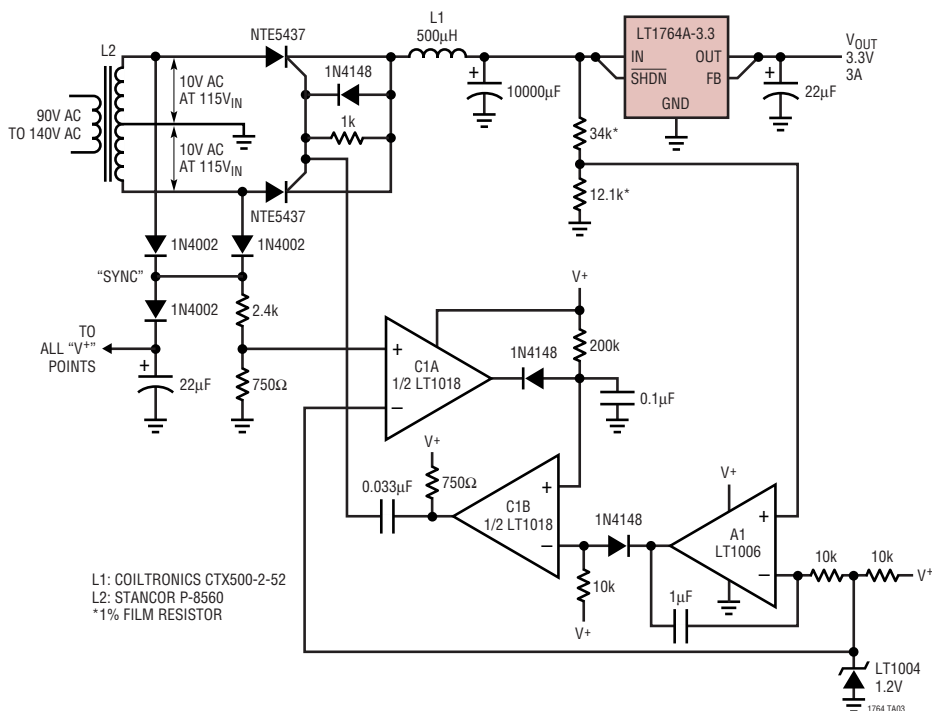 L1
500µH
NTE5437
L2
LT1764A-3.3
IN
OUT
SHDN
FB
GND
VOUT
3.3V
3A
1N4148
10V AC
AT 115VIN
+
10000µF
+
22µF
90V AC
TO 140V AC
1k
34k*
10V AC
AT 115VIN
12.1k*
NTE5437
1N4002
1N4002
"SYNC"
V+
1N4002
2.4k
TO
ALL "V+"
POINTS
+
C1A
1/2 LT1018
–
1N4148
200k
+
22µF
750Ω
0.1µF
V+
V+
0.033µF
750Ω
+
C1B
1/2 LT1018
–
1N4148
A1
LT1006
+
–
10k
10k
V+
L1: COILTRONICS CTX500-2-52
L2: STANCOR P-8560
*1% FILM RESISTOR
10k
1µF
V+
LT1004
1.2V
1764 TA03